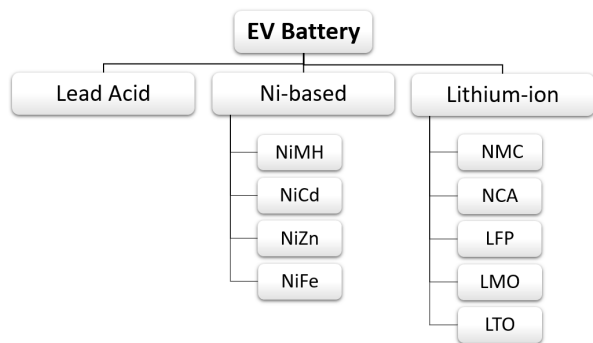 EV Battery
Lead Acid
Ni-based
Lithium-ion
NiMH
NiCd
NiZn
NiFe
NMC
NCA
LFP
LMO
LTO